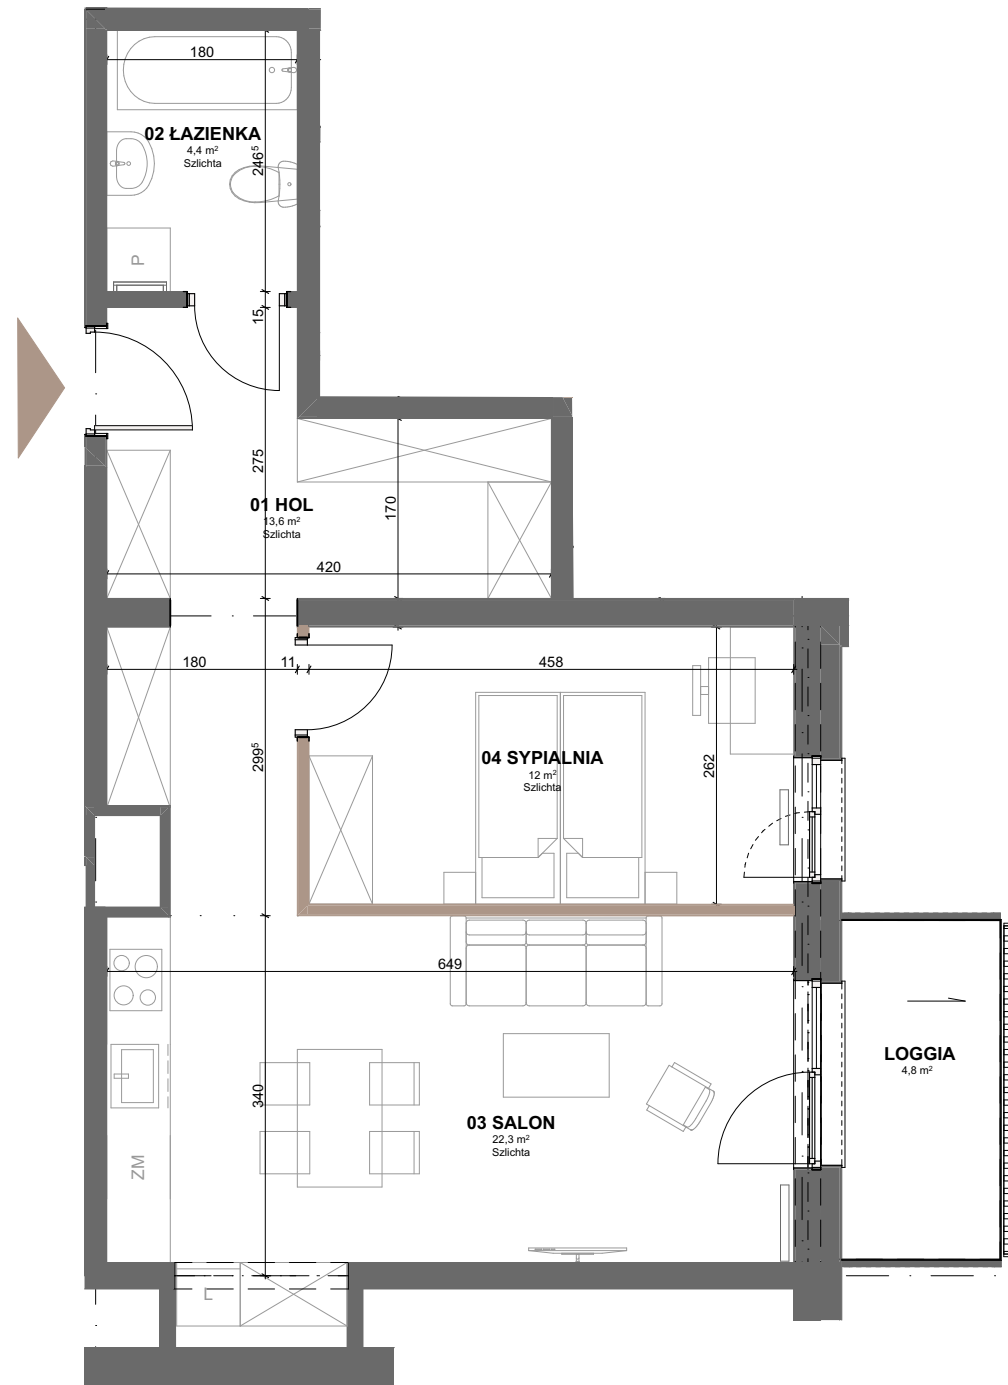 180
02 ŁAZIENKA
4,4 m²
Szlichta
246⁵
P
15
275
01 HOL
13,6 m²
Szlichta
170
420
180
11
458
299⁵
04 SYPIALNIA
12 m²
Szlichta
262
649
LOGGIA
4,8 m²
340
03 SALON
22,3 m²
Szlichta
ZM
L